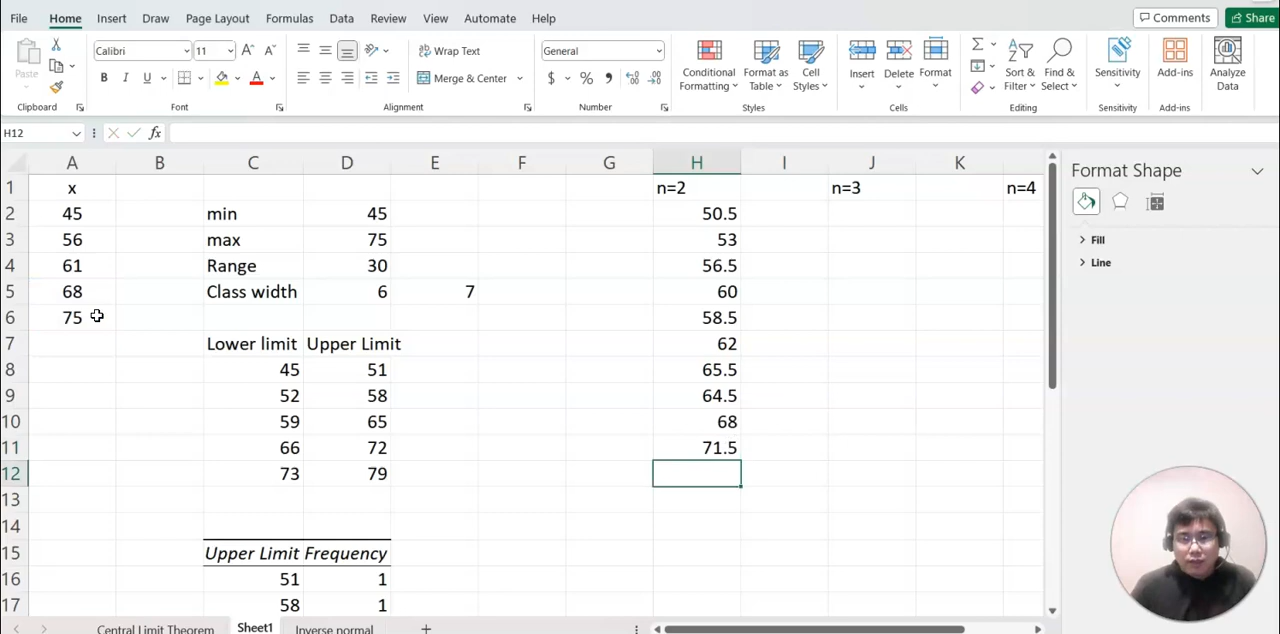 File Home Insert Draw Page Layout Formulas Data Review View Automate Help Comments Share
Paste Calibri 11 Wrap Text General Conditional Formatting Format as Table Cell Styles Insert Delete Format Sort & Filter Find & Select Sensitivity Add-ins Analyze Data
B I U Merge & Center $ % 9
Clipboard Font Alignment Number Styles Cells Editing Sensitivity Add-ins
H12 fx
A B C D E F G H I J K
Format Shape
1 x n=2 n=3 n=4
2 45 min 45 50.5
3 56 max 75 53
Fill
4 61 Range 30 56.5
Line
5 68 Class width 6 7 60
6 75 58.5
7 Lower limit Upper Limit 62
8 45 51 65.5
9 52 58 64.5
10 59 65 68
11 66 72 71.5
12 73 79
13
14
15 Upper Limit Frequency
16 51 1
17 58 1
Central Limit Theorem Sheet1 Inverse normal +